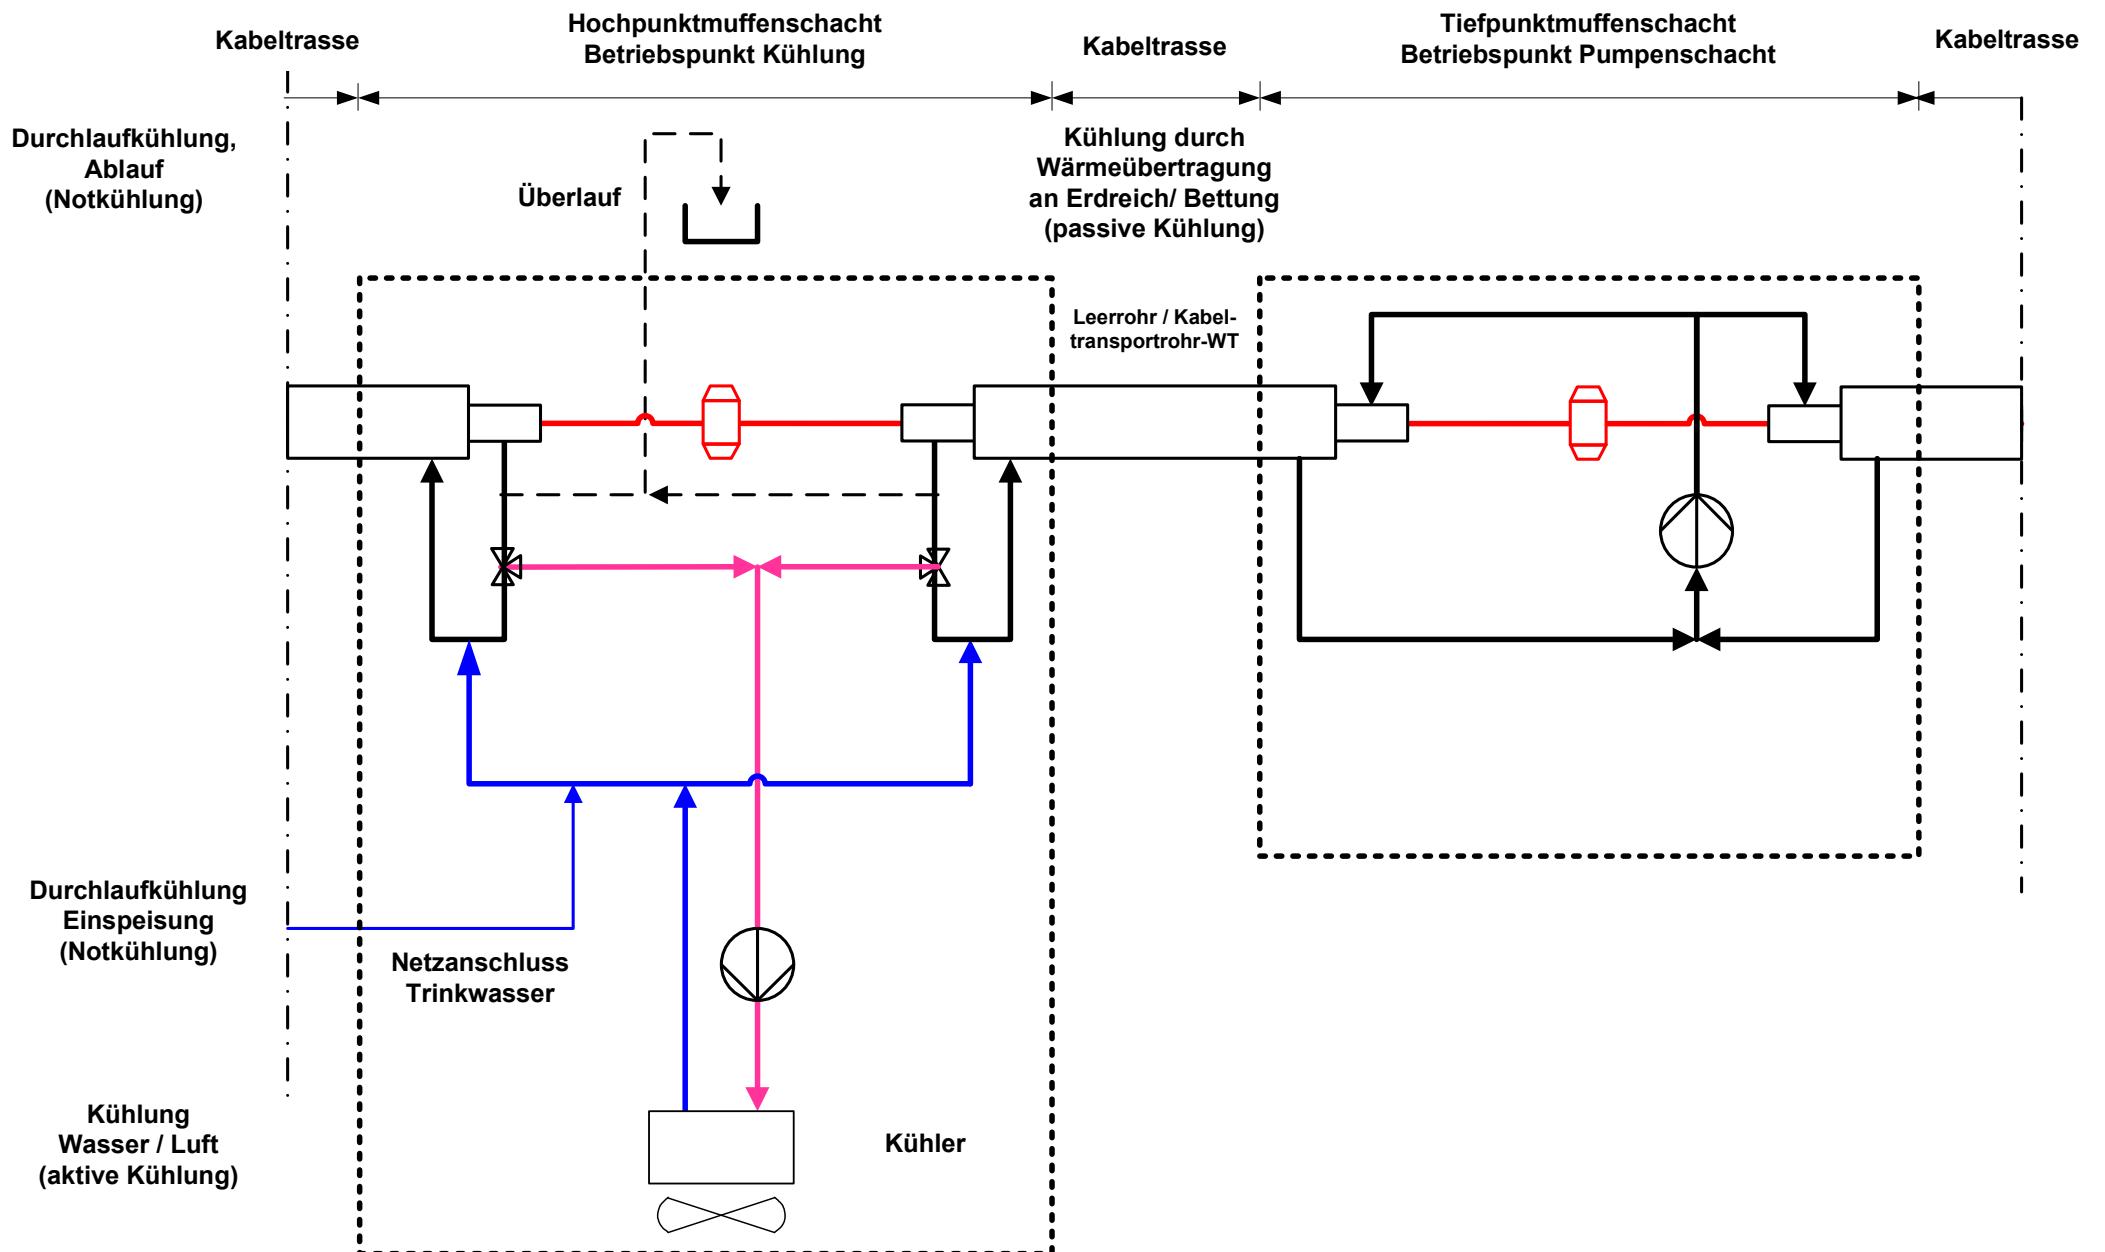 Kabeltrasse
Hochpunktmuffenschacht
Betriebspunkt Kühlung
Kabeltrasse
Tiefpunktmuffenschacht
Betriebspunkt Pumpenschacht
Kabeltrasse
Durchlaufkühlung,
Ablauf
(Notkühlung)
Überlauf
Kühlung durch
Wärmeübertragung
an Erdreich/ Bettung
(passive Kühlung)
Leerrohr / Kabel-
transportrohr-WT
Durchlaufkühlung
Einspeisung
(Notkühlung)
Netzanschluss
Trinkwasser
Kühlung
Wasser / Luft
(aktive Kühlung)
Kühler